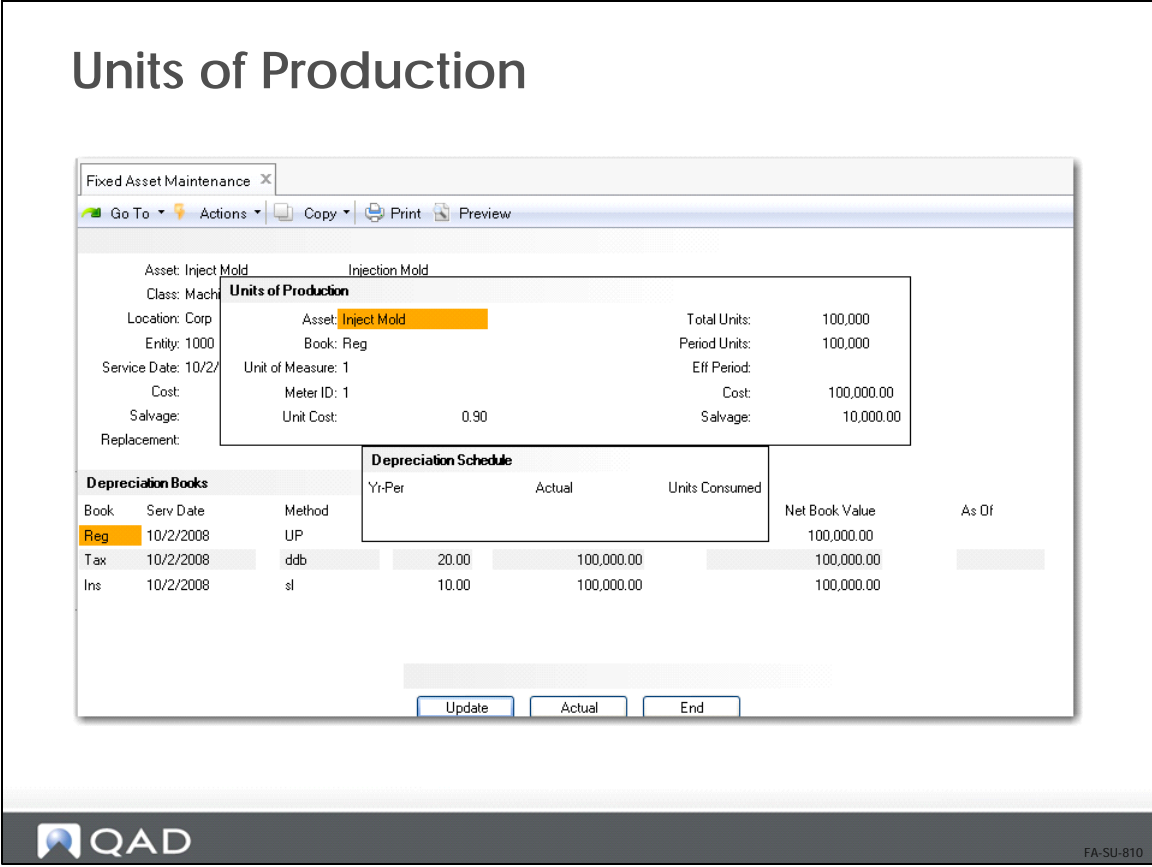 Units of Production
Fixed Asset Maintenance X
Go To Actions Copy Print Preview
Asset: Inject Mold Injection Mold
Class: Machi
Location: Corp
Entity: 1000
Service Date: 10/2/
Cost:
Salvage:
Replacement:
Units of Production
Asset: Inject Mold Total Units: 100,000
Book: Reg Period Units: 100,000
Unit of Measure: 1 Eff Period:
Meter ID: 1 Cost: 100,000.00
Unit Cost: 0.90 Salvage: 10,000.00
Depreciation Schedule
Yr-Per Actual Units Consumed
Depreciation Books
Book Serv Date Method Net Book Value As Of
Reg 10/2/2008 UP 100,000.00
Tax 10/2/2008 ddb 20.00 100,000.00 100,000.00
Ins 10/2/2008 sl 10.00 100,000.00 100,000.00
Update Actual End
QAD
FA-SU-810